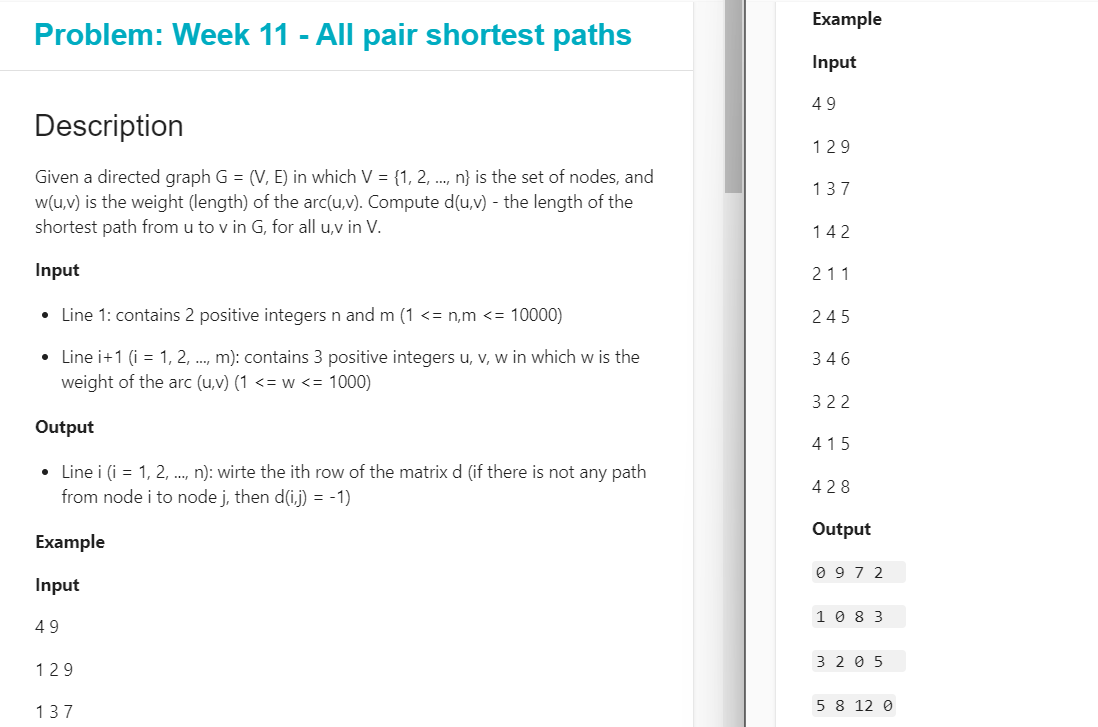 Problem: Week 11 - All pair shortest paths
Description
Given a directed graph G = (V, E) in which V = {1, 2, ..., n} is the set of nodes, and
w(u,v) is the weight (length) of the arc(u,v). Compute d(u,v) - the length of the
shortest path from u to v in G, for all u,v in V.
Input
• Line 1: contains 2 positive integers n and m (1 <= n,m <= 10000)
• Line i+1 (i = 1, 2, ..., m): contains 3 positive integers u, v, w in which w is the
weight of the arc (u,v) (1 <= w <= 1000)
Output
• Line i (i = 1, 2, ..., n): wirte the ith row of the matrix d (if there is not any path
from node i to node j, then d(i,j) = -1)
Example
Input
4 9
1 2 9
1 3 7
Example
Input
4 9
1 2 9
1 3 7
1 4 2
2 1 1
2 4 5
3 4 6
3 2 2
4 1 5
4 2 8
Output
0 9 7 2
1 0 8 3
3 2 0 5
5 8 12 0